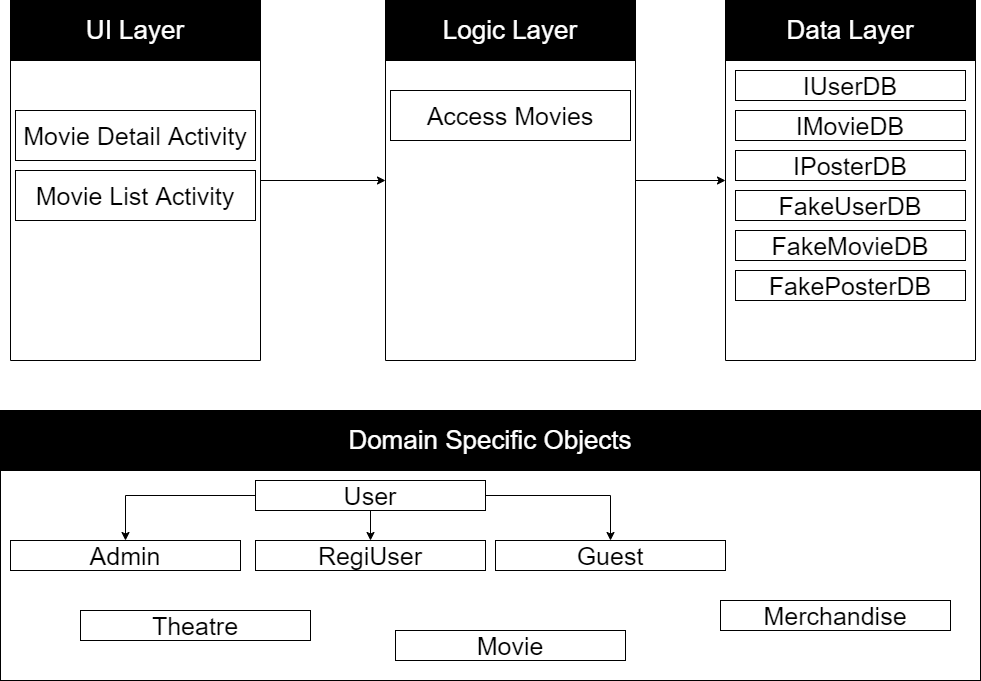 UI Layer
Logic Layer
Data Layer
Movie Detail Activity
Movie List Activity
Access Movies
IUserDB
IMovieDB
IPosterDB
FakeUserDB
FakeMovieDB
FakePosterDB
Domain Specific Objects
User
Admin
RegiUser
Guest
Theatre
Movie
Merchandise